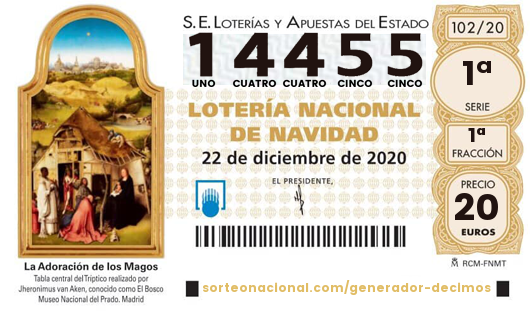 S.E. LOTERÍAS Y APUESTAS DEL ESTADO
14455
UNO CUATRO CUATRO CINCO CINCO
LOTERÍA NACIONAL
DE NAVIDAD
22 de diciembre de 2020
EL PRESIDENTE,
102/20
1ª
SERIE
1ª
FRACCIÓN
PRECIO
20
EUROS
RCM-FNMT
La Adoración de los Magos
Tabla central del Tríptico realizado por
Jheronimus van Aken, conocido como El Bosco
Museo Nacional del Prado. Madrid
sorteonacional.com/generador-decimos